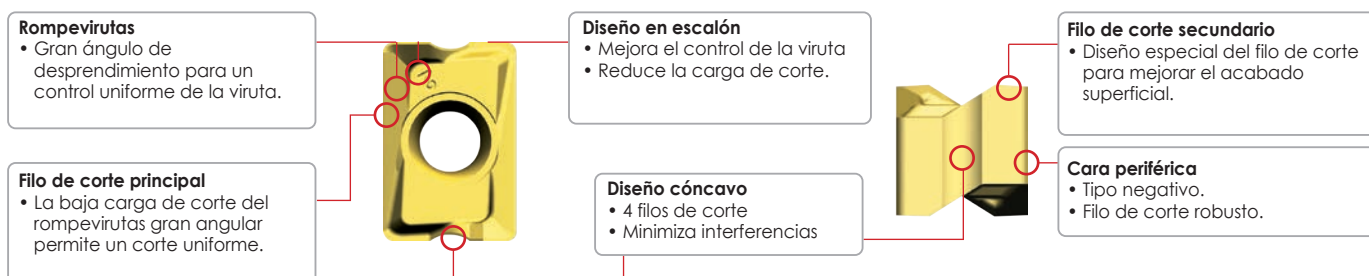 Rompevirutas
• Gran ángulo de
desprendimiento para un
control uniforme de la viruta.
Diseño en escalón
• Mejora el control de la viruta
• Reduce la carga de corte.
Filo de corte secundario
• Diseño especial del filo de corte
para mejorar el acabado
superficial.
Filo de corte principal
• La baja carga de corte del
rompevirutas gran angular
permite un corte uniforme.
Diseño cóncavo
• 4 filos de corte
• Minimiza interferencias
Cara periférica
• Tipo negativo.
• Filo de corte robusto.